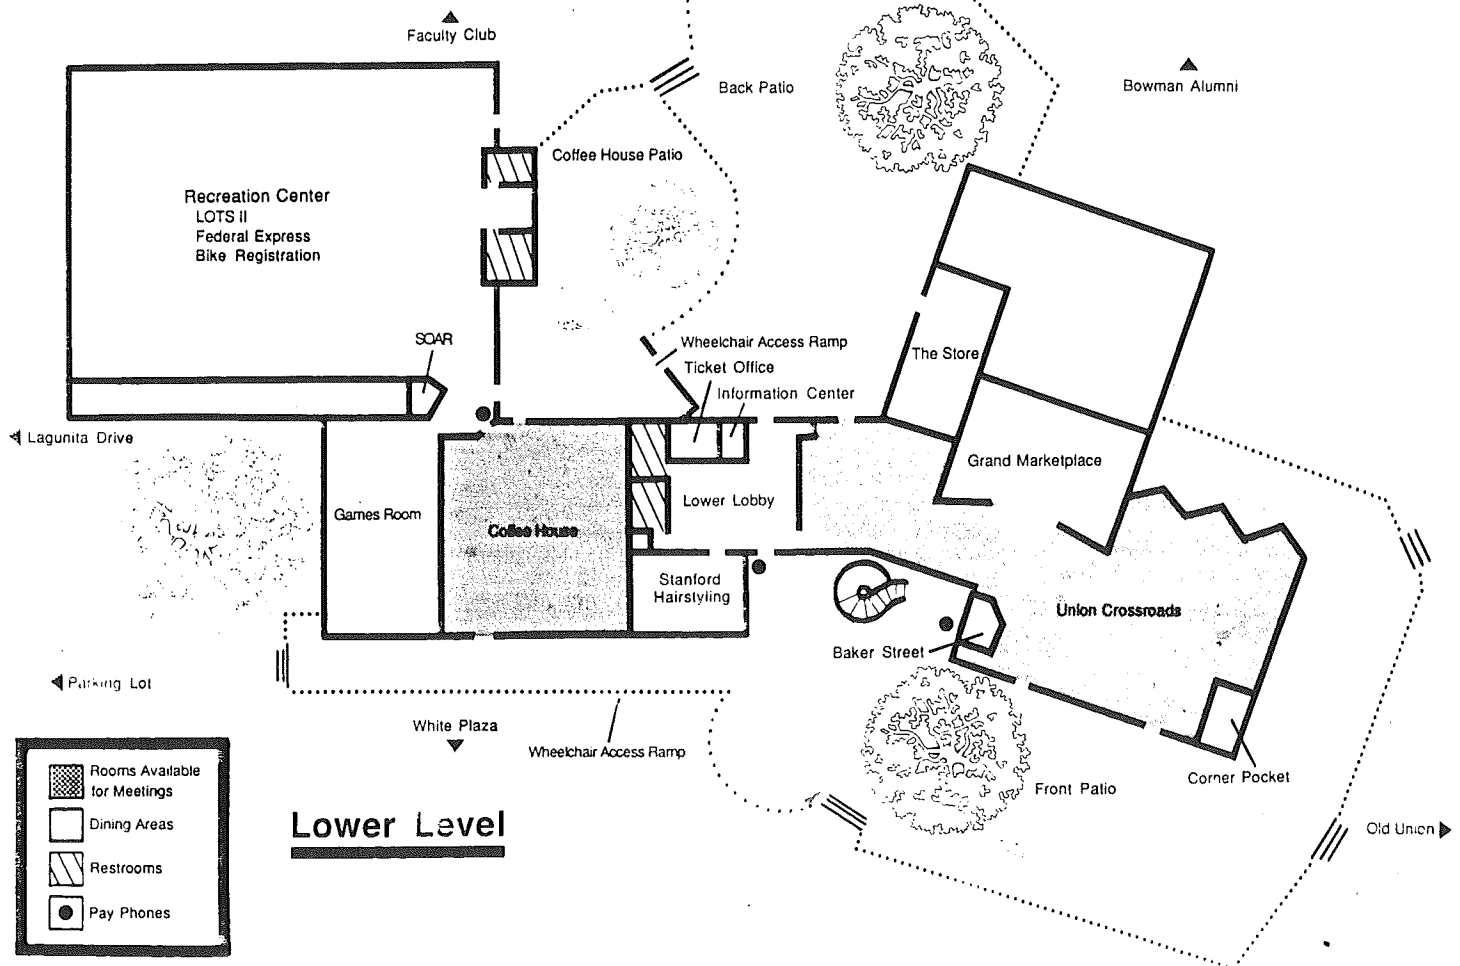 Faculty Club
Back Patio
Bowman Alumni
Coffee House Patio
Recreation Center
LOTS II
Federal Express
Bike Registration
SOAR
Wheelchair Access Ramp
Ticket Office
Information Center
The Store
Lagunita Drive
Grand Marketplace
Games Room
Coffee House
Lower Lobby
Stanford
Hairstyling
Union Crossroads
Baker Street
Parking Lot
White Plaza
Wheelchair Access Ramp
Corner Pocket
Front Patio
Old Union
Rooms Available
for Meetings
Dining Areas
Restrooms
Pay Phones
Lower Level